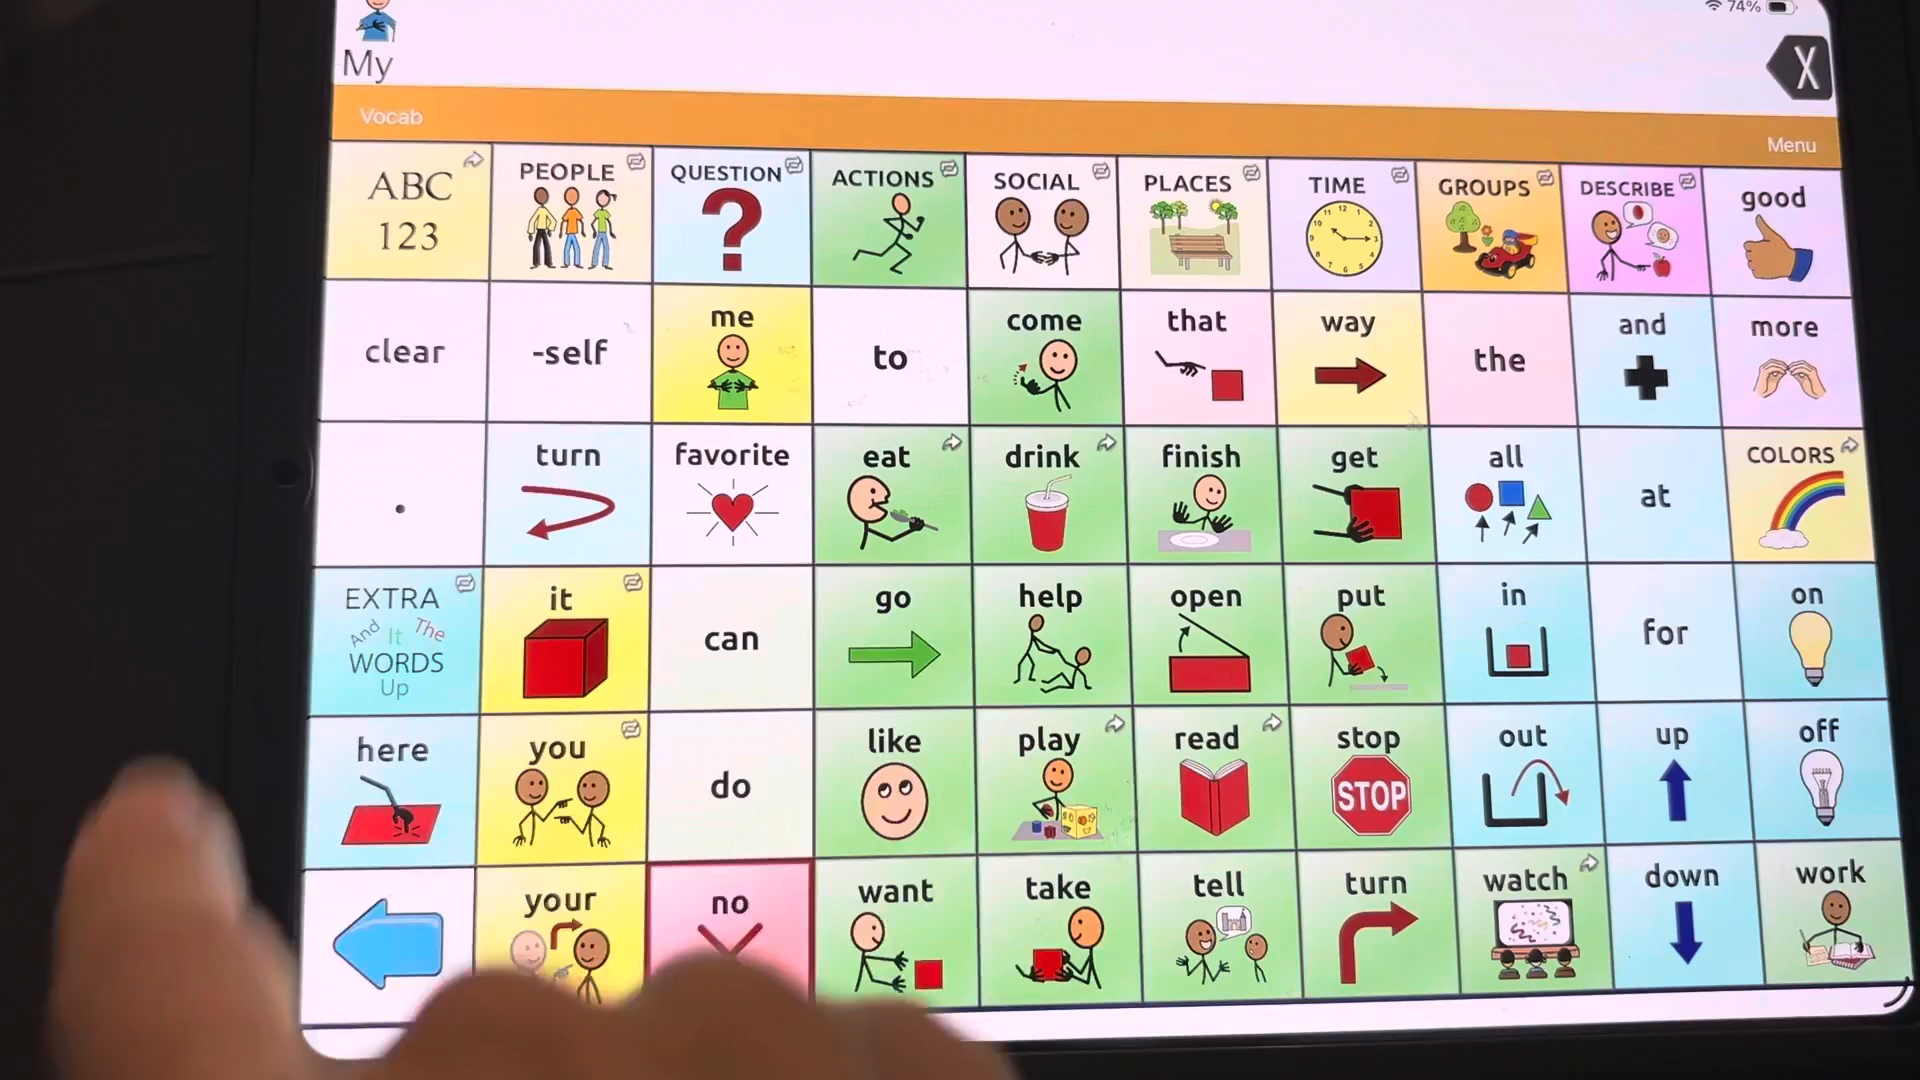 74%
My
X
Vocab
Menu
ABC
123
PEOPLE
QUESTION
?
ACTIONS
SOCIAL
PLACES
TIME
GROUPS
DESCRIBE
good
clear
-self
me
to
come
that
way
the
and
more
.
turn
favorite
eat
drink
finish
get
all
at
COLORS
EXTRA
And It The
WORDS
Up
it
can
go
help
open
put
in
for
on
here
you
do
like
play
read
stop
STOP
out
up
off
your
no
want
take
tell
turn
watch
down
work